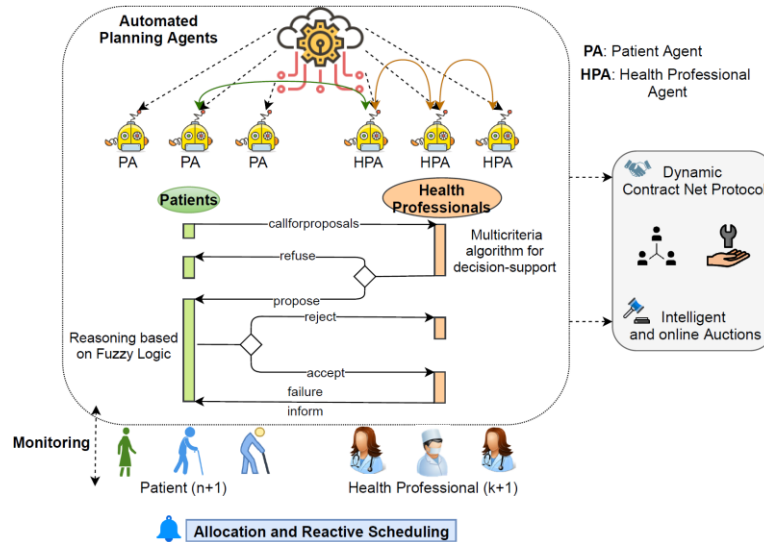 Automated
Planning Agents
PA: Patient Agent
HPA: Health Professional
Agent
PA
PA
PA
HPA
HPA
HPA
Patients
Health
Professionals
callforproposals
Multicriteria
algorithm for
decision-support
refuse
propose
reject
Reasoning based
on Fuzzy Logic
accept
failure
inform
Dynamic
Contract Net Protocol
Intelligent
and online Auctions
Monitoring
Patient (n+1)
Health Professional (k+1)
Allocation and Reactive Scheduling